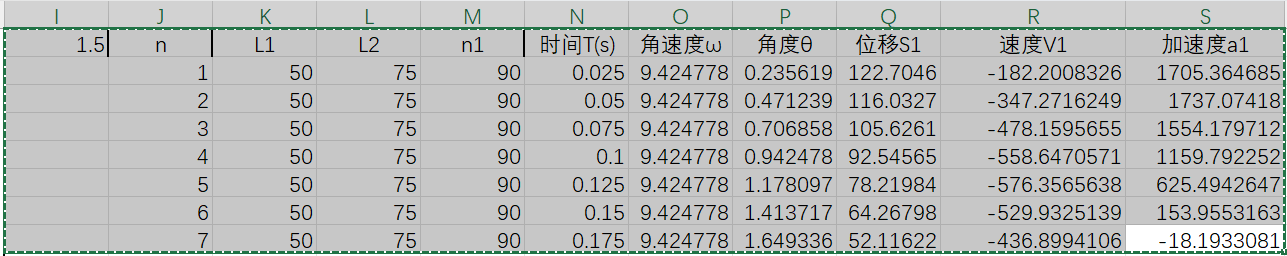 I J K L M N O P Q R S
1.5 n L1 L2 n1 时间T(s) 角速度ω 角度θ 位移S1 速度V1 加速度a1
1 50 75 90 0.025 9.424778 0.235619 122.7046 -182.2008326 1705.364685
2 50 75 90 0.05 9.424778 0.471239 116.0327 -347.2716249 1737.07418
3 50 75 90 0.075 9.424778 0.706858 105.6261 -478.1595655 1554.179712
4 50 75 90 0.1 9.424778 0.942478 92.54565 -558.6470571 1159.792252
5 50 75 90 0.125 9.424778 1.178097 78.21984 -576.3565638 625.4942647
6 50 75 90 0.15 9.424778 1.413717 64.26798 -529.9325139 153.9553163
7 50 75 90 0.175 9.424778 1.649336 52.11622 -436.8994106 -18.1933081